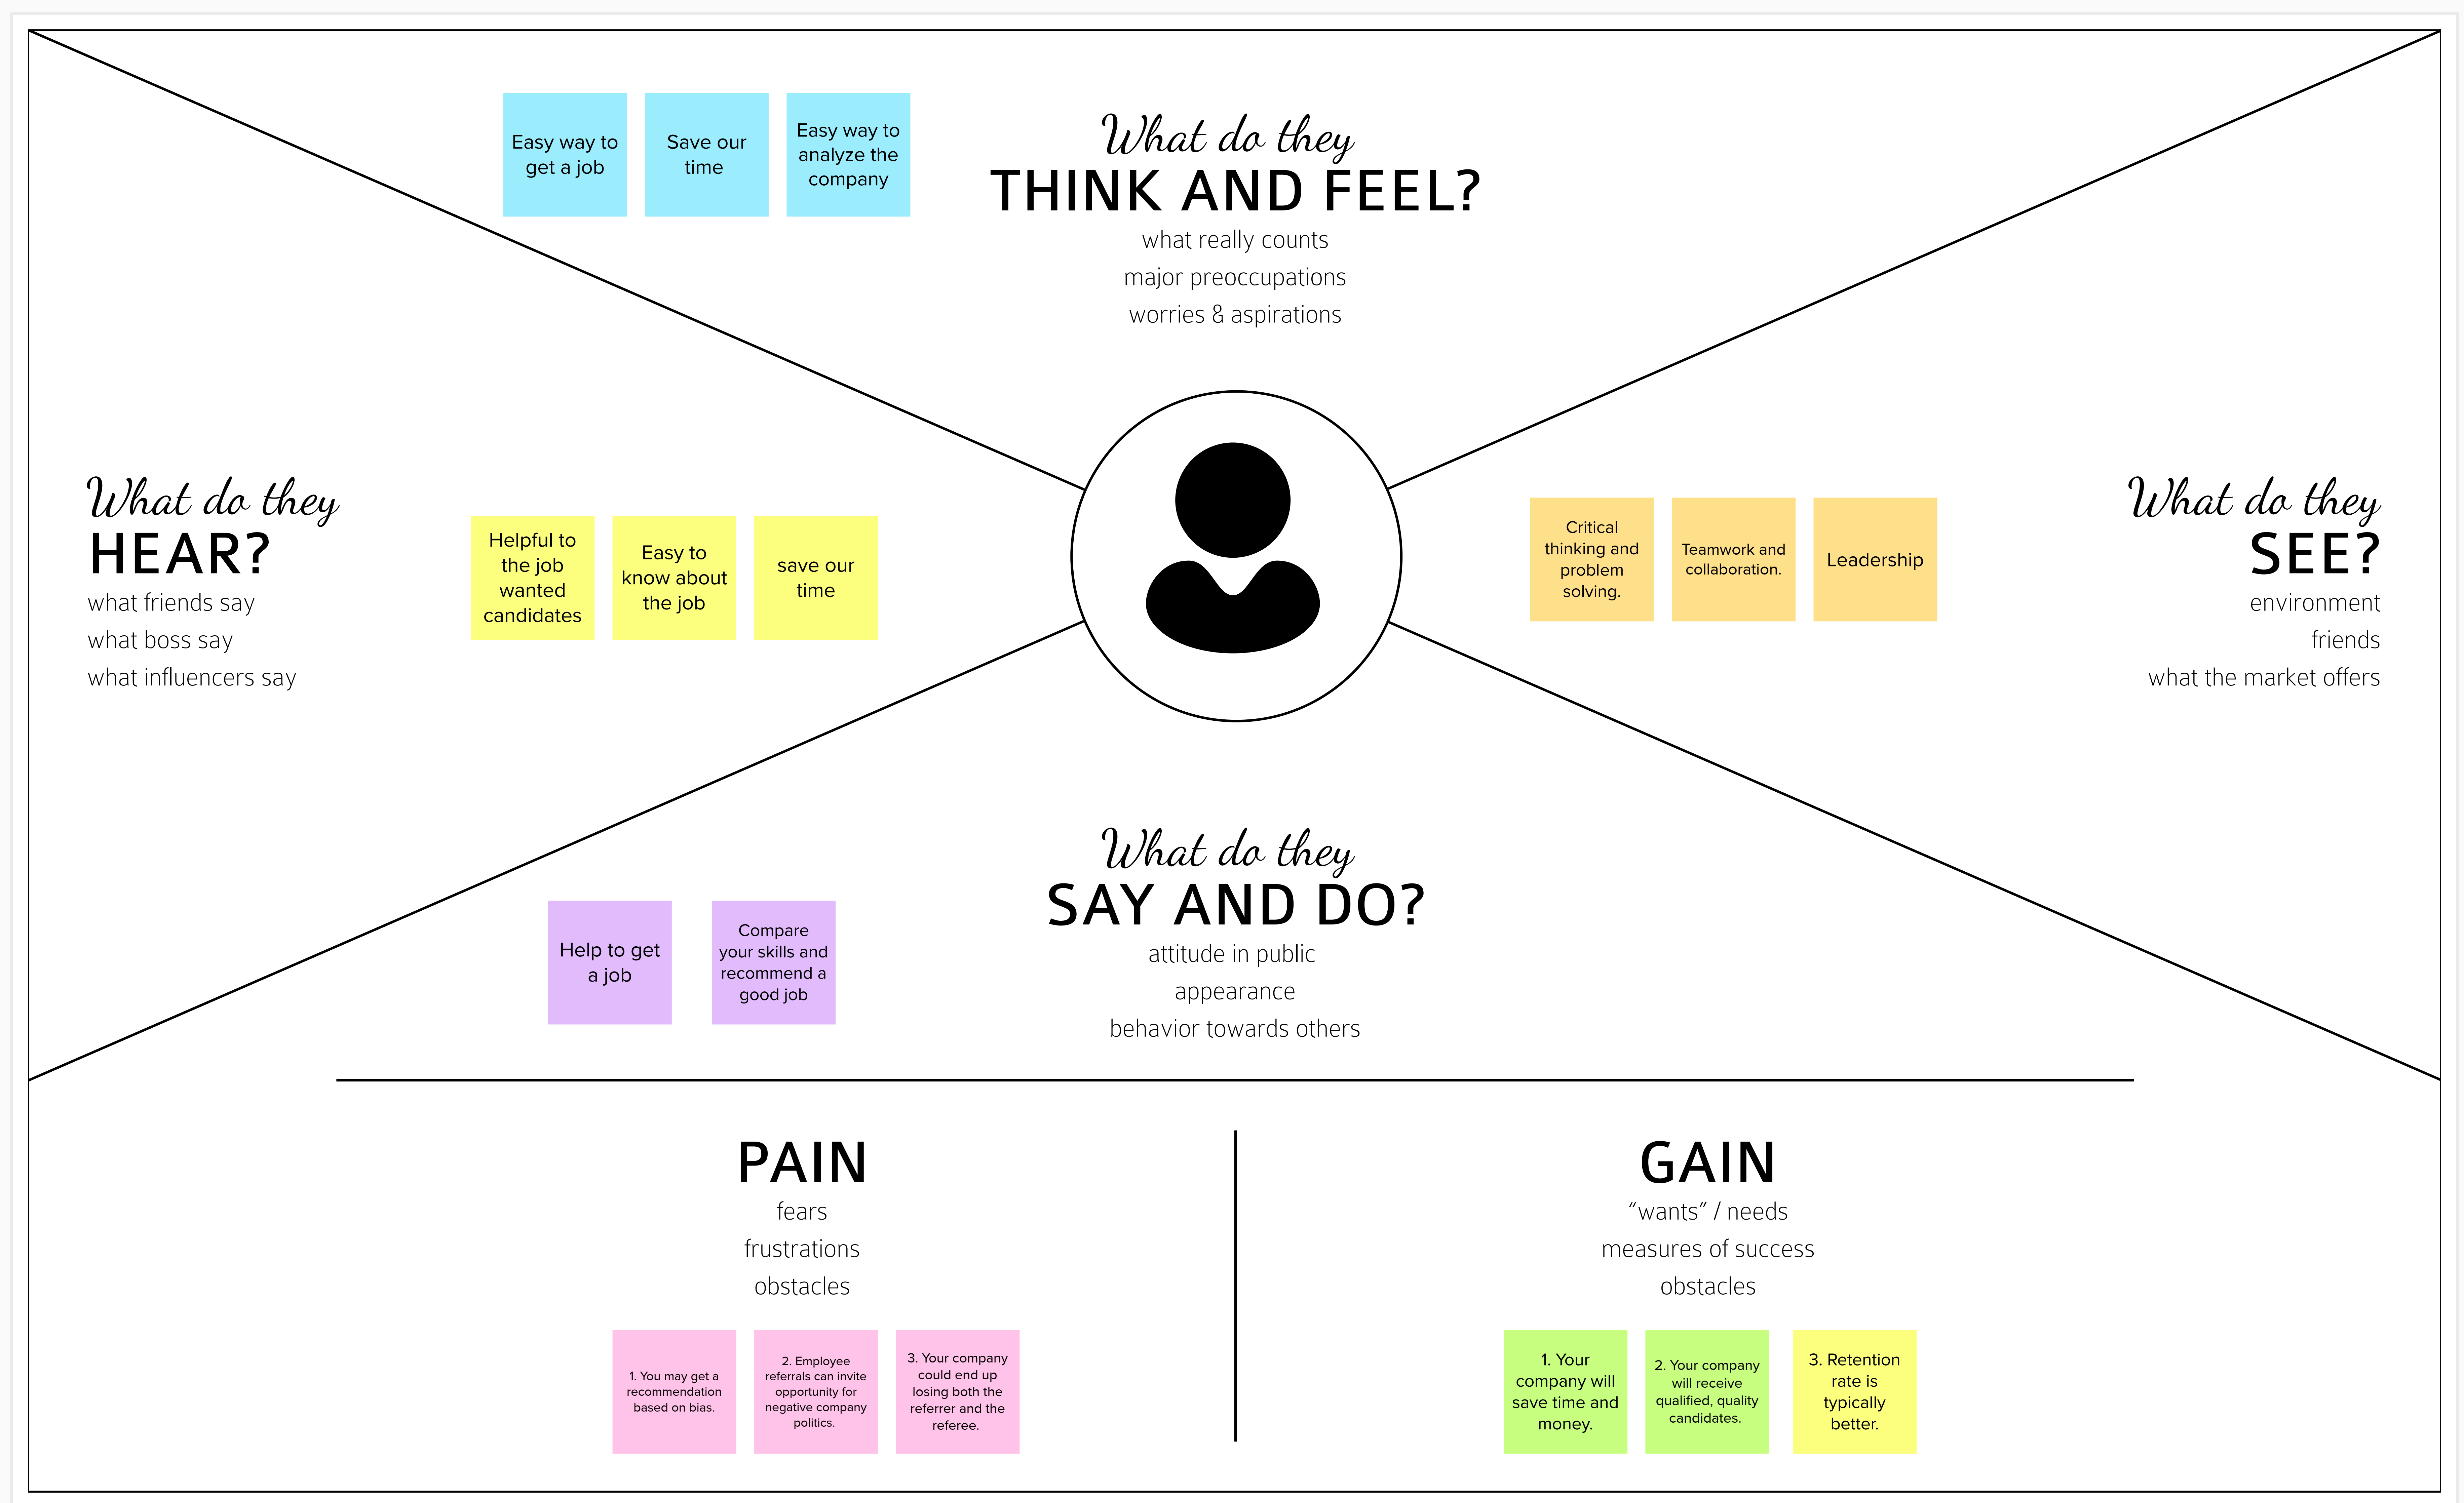 Easy way to
get a job
Save our
time
Easy way to
analyze the
company
What do they
THINK AND FEEL?
what really counts
major preoccupations
worries & aspirations
What do they
HEAR?
what friends say
what boss say
what influencers say
Helpful to
the job
wanted
candidates
Easy to
know about
the job
save our
time
Critical
thinking and
problem
solving.
Teamwork and
collaboration.
Leadership
What do they
SEE?
environment
friends
what the market offers
What do they
SAY AND DO?
attitude in public
appearance
behavior towards others
Help to get
a job
Compare
your skills and
recommend a
good job
PAIN
fears
frustrations
obstacles
1. You may get a
recommendation
based on bias.
2. Employee
referrals can invite
opportunity for
negative company
politics.
3. Your company
could end up
losing both the
referrer and the
referee.
GAIN
“wants” / needs
measures of success
obstacles
1. Your
company will
save time and
money.
2. Your company
will receive
qualified, quality
candidates.
3. Retention
rate is
typically
better.